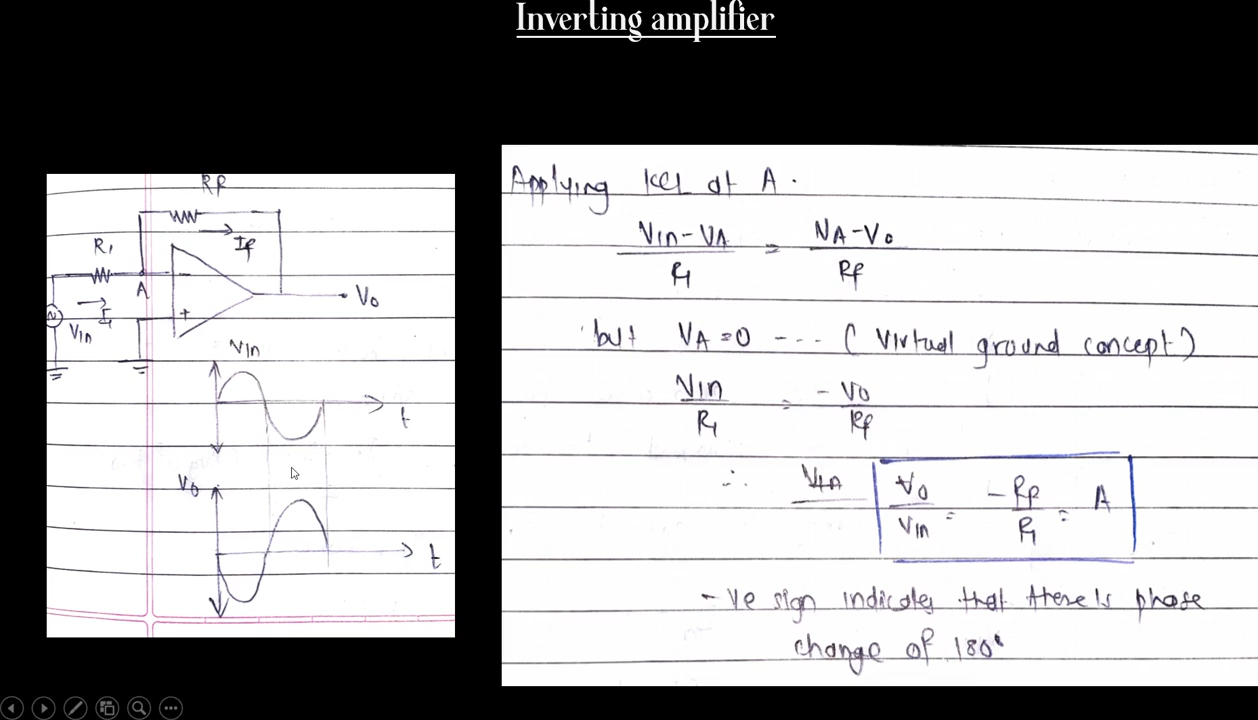 Inverting amplifier
RF
R1
If
A
-
+
Vo
I
Vin
Vin
t
Vo
t
Applying KCL at A.
Vin-VA = VA-Vo
R1 Rf
but VA=0 --- ( Virtual ground concept)
Vin = -Vo
R1 Rf
∴ Vo = -RF = A
Vin R1
-ve sign indicates that there is phase
change of 180°